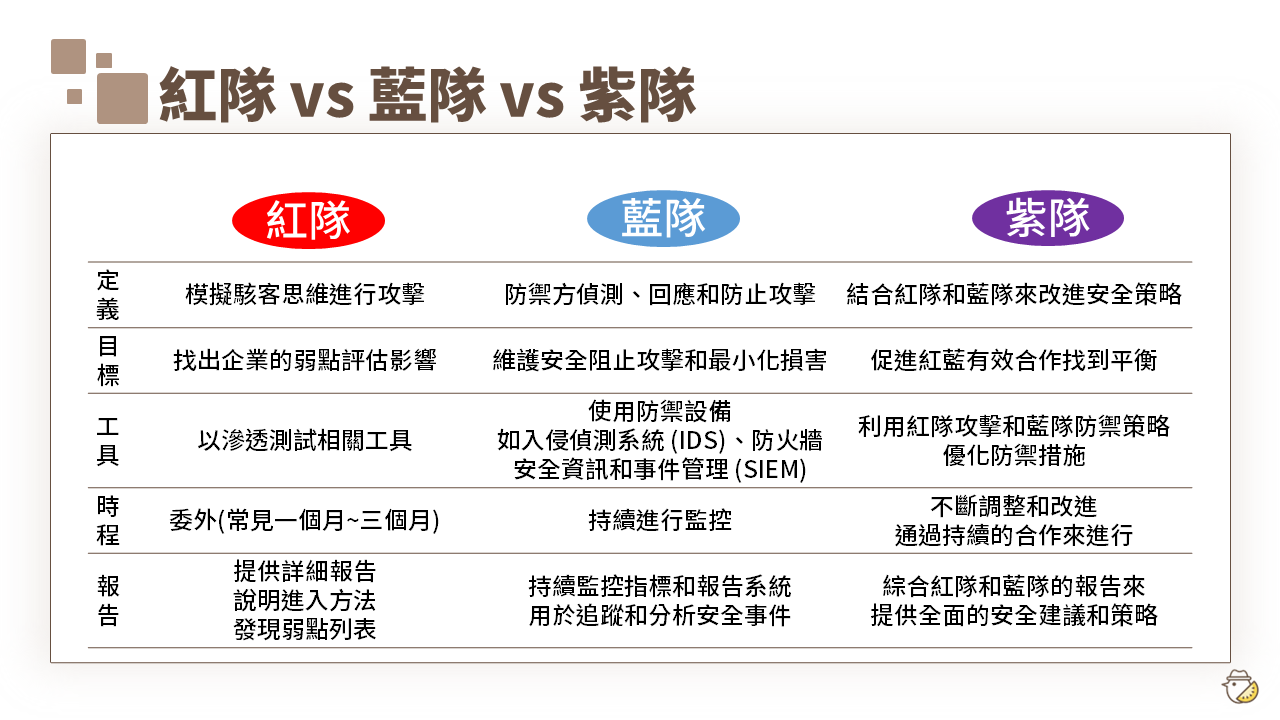 紅隊 vs 藍隊 vs 紫隊
紅隊
藍隊
紫隊
定
義
模擬駭客思維進行攻擊
防禦方偵測、回應和防止攻擊
結合紅隊和藍隊來改進安全策略
目
標
找出企業的弱點評估影響
維護安全阻止攻擊和最小化損害
促進紅藍有效合作找到平衡
工
具
以滲透測試相關工具
使用防禦設備
如入侵偵測系統 (IDS)、防火牆
安全資訊和事件管理 (SIEM)
利用紅隊攻擊和藍隊防禦策略
優化防禦措施
時
程
委外(常見一個月~三個月)
持續進行監控
不斷調整和改進
通過持續的合作來進行
報
告
提供詳細報告
說明進入方法
發現弱點列表
持續監控指標和報告系統
用於追蹤和分析安全事件
綜合紅隊和藍隊的報告來
提供全面的安全建議和策略